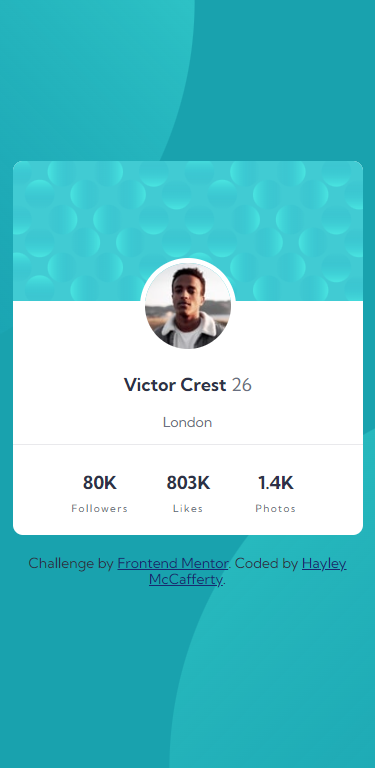 Victor Crest 26
London
80K 803K 1.4K
Followers Likes Photos
Challenge by Frontend Mentor. Coded by Hayley
McCafferty.